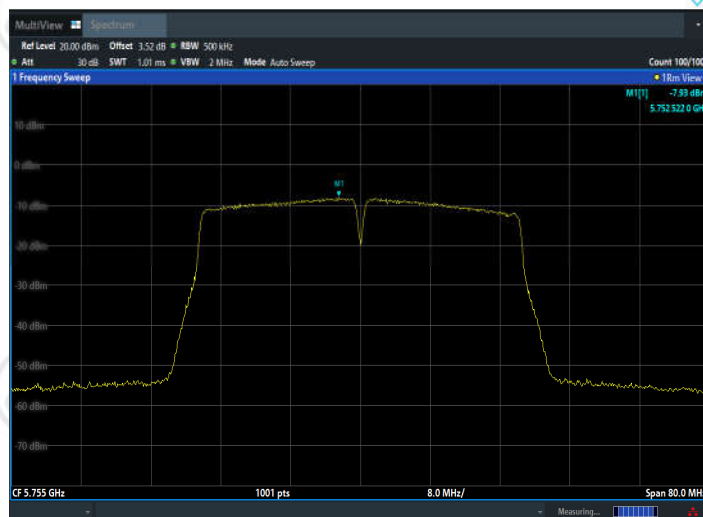 MultiView Spectrum
Ref Level 20.00 dBm Offset 3.52 dB RBW 500 kHz
Att 30 dB SWT 1.01 ms VBW 2 MHz Mode Auto Sweep Count 100/100
1 Frequency Sweep 1Rm View
M1[1] -7.93 dBm
5.752 522 0 GH
10 dBm
0 dBm
M1
-10 dBm
-20 dBm
-30 dBm
-40 dBm
-50 dBm
-60 dBm
-70 dBm
CF 5.755 GHz 1001 pts 8.0 MHz/ Span 80.0 MH
Measuring...